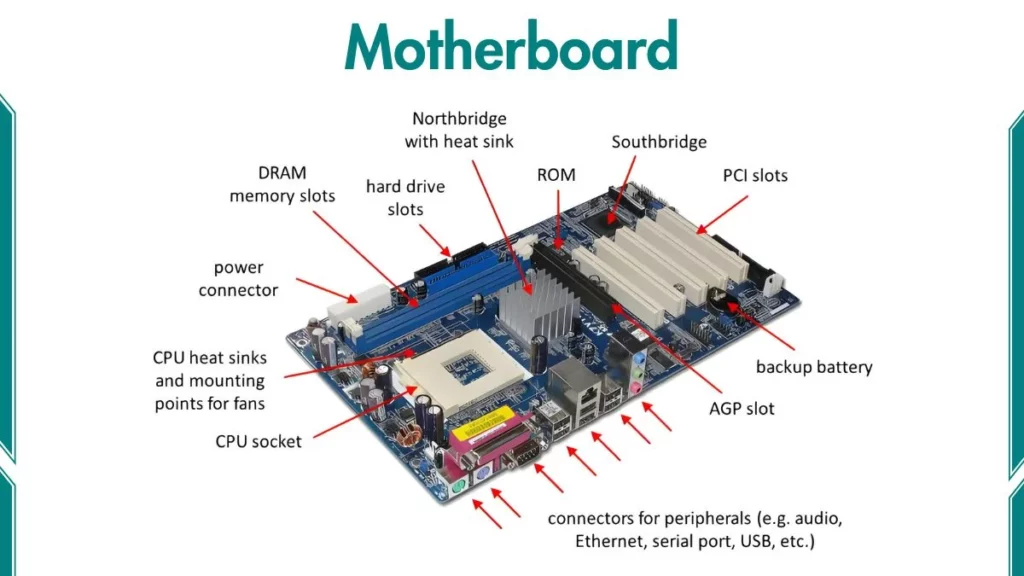 Motherboard
Northbridge
with heat sink
Southbridge
DRAM
memory slots
hard drive
slots
ROM
PCI slots
power
connector
CPU heat sinks
and mounting
points for fans
backup battery
AGP slot
CPU socket
connectors for peripherals (e.g. audio,
Ethernet, serial port, USB, etc.)